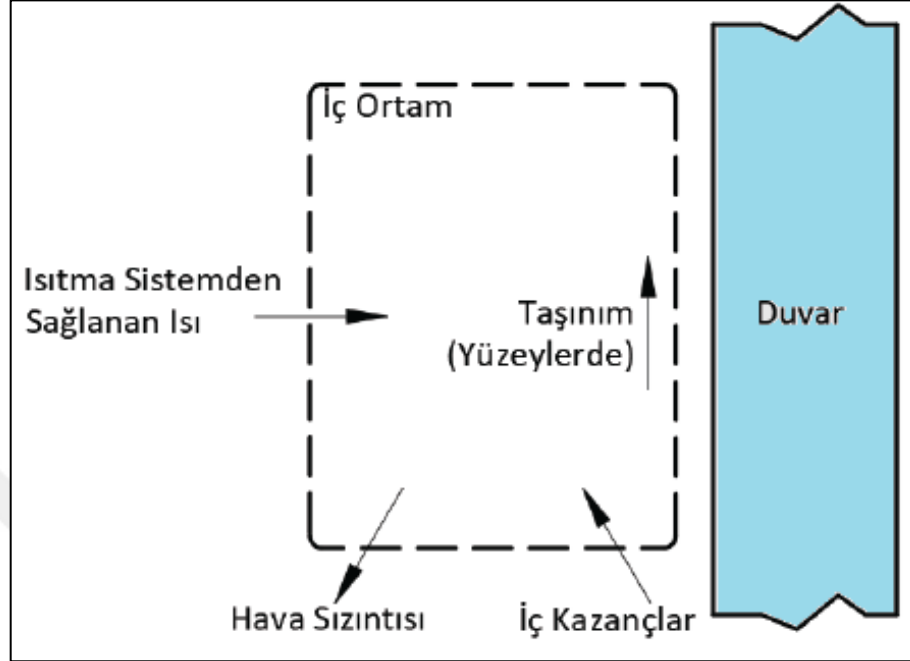 İç Ortam
Isıtma Sistemden
Sağlanan Isı
Taşınım
(Yüzeylerde)
Duvar
Hava Sızıntısı
İç Kazançlar